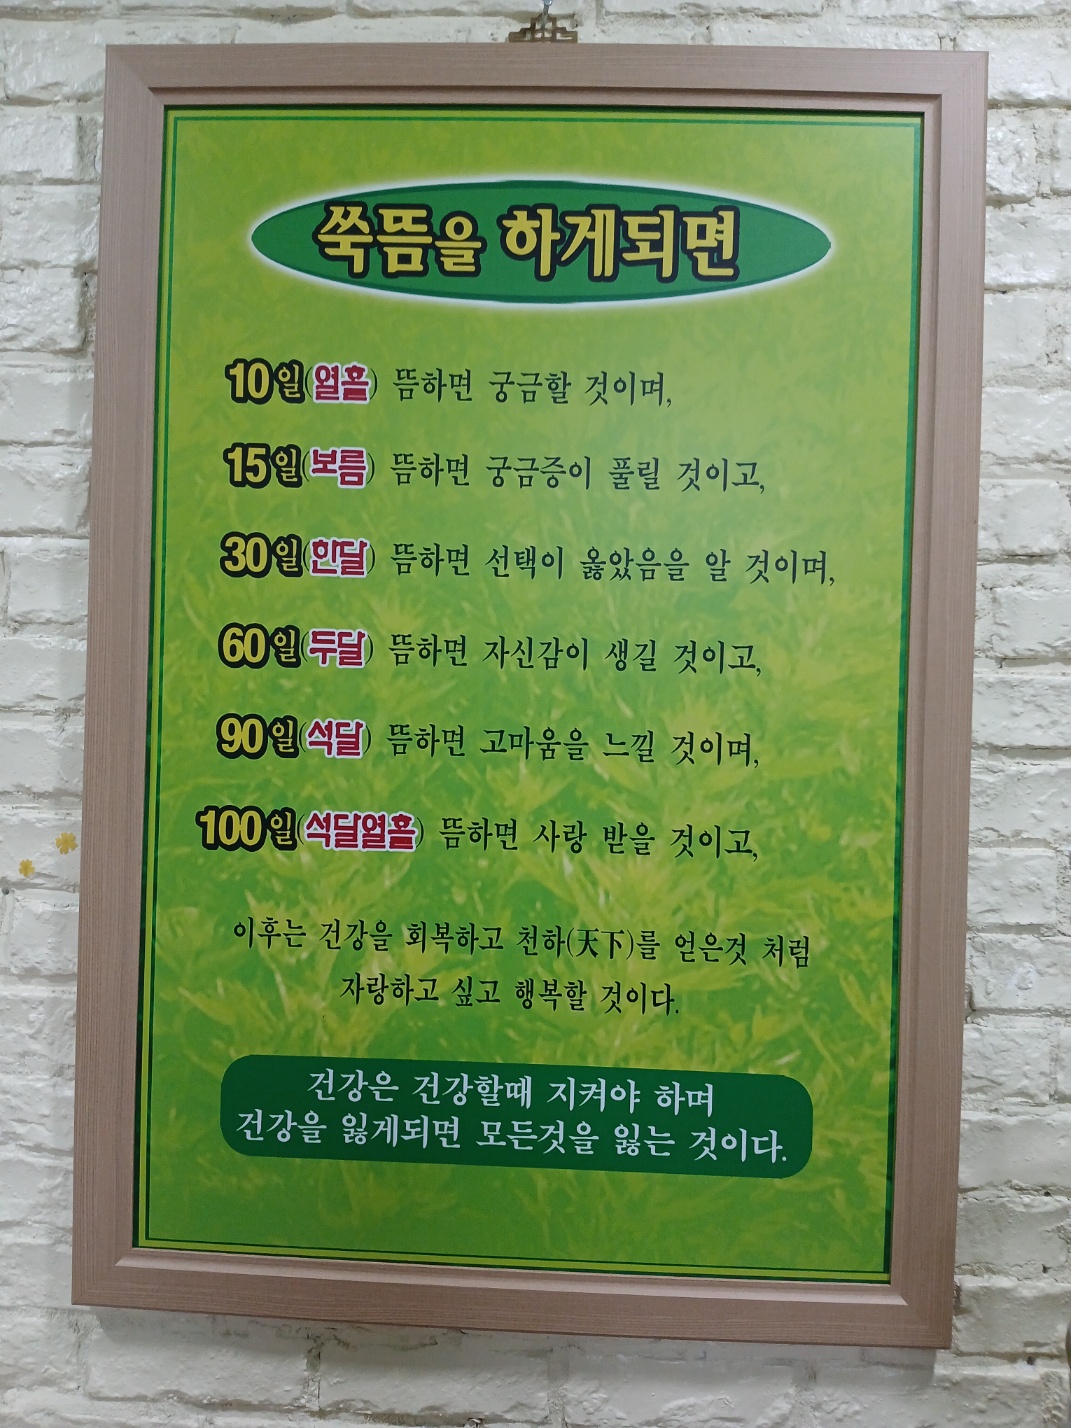 쑥뜸을 하게되면
10일(열흘) 뜸하면 궁금할 것이며,
15일(보름) 뜸하면 궁금증이 풀릴 것이고,
30일(한달) 뜸하면 선택이 옳았음을 알 것이며,
60일(두달) 뜸하면 자신감이 생길 것이고,
90일(석달) 뜸하면 고마움을 느낄 것이며,
100일(석달열흘) 뜸하면 사랑 받을 것이고,
이후는 건강을 회복하고 천하(天下)를 얻은것 처럼
자랑하고 싶고 행복할 것이다.
건강은 건강할때 지켜야 하며
건강을 잃게되면 모든것을 잃는 것이다.